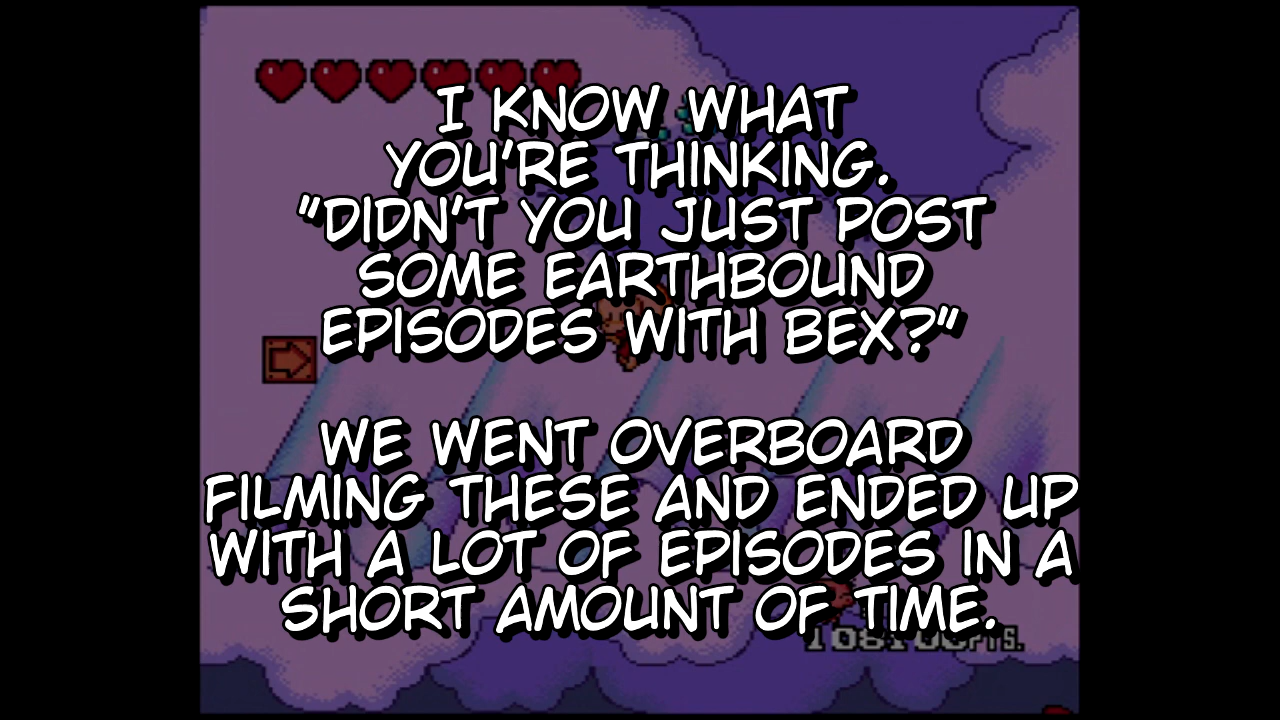 I KNOW WHAT
YOU'RE THINKING.
"DIDN'T YOU JUST POST
SOME EARTHBOUND
EPISODES WITH BEX?"
WE WENT OVERBOARD
FILMING THESE AND ENDED UP
WITH A LOT OF EPISODES IN A
SHORT AMOUNT OF TIME.
PTS.